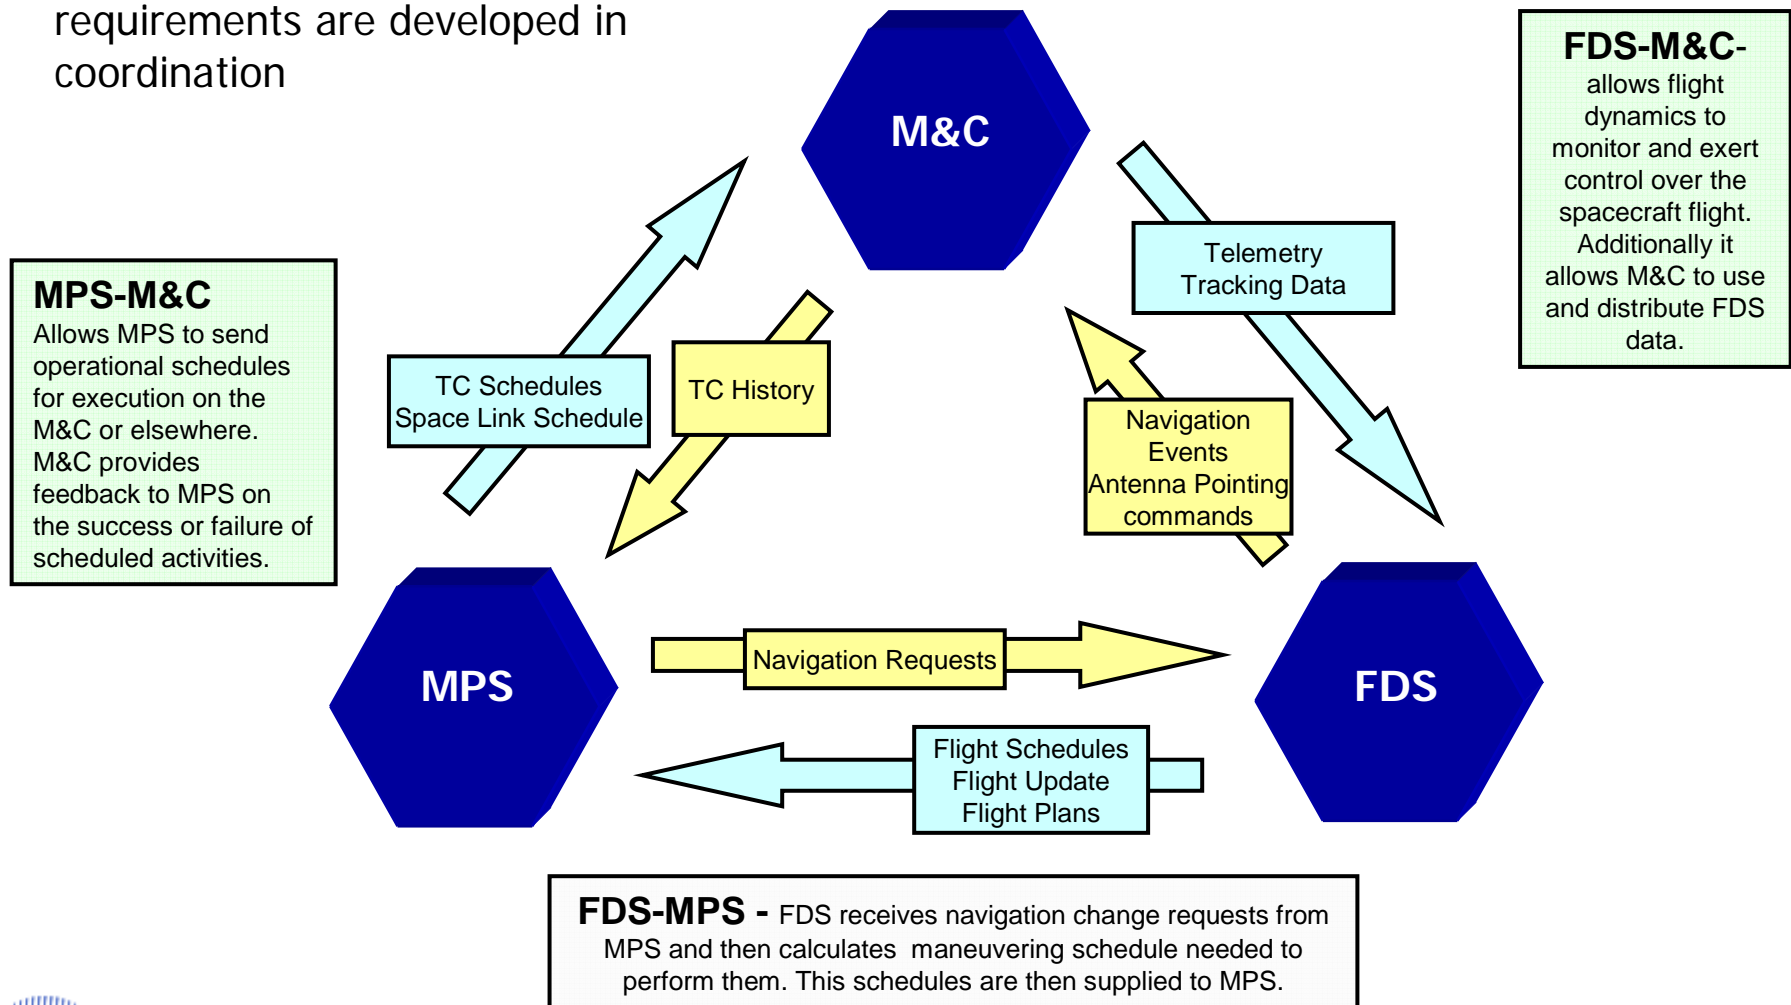 requirements are developed in
coordination
M&C
FDS-M&C-
allows flight
dynamics to
monitor and exert
control over the
spacecraft flight.
Additionally it
allows M&C to use
and distribute FDS
data.
Telemetry
Tracking Data
MPS-M&C
Allows MPS to send
operational schedules
for execution on the
M&C or elsewhere.
M&C provides
feedback to MPS on
the success or failure of
scheduled activities.
TC Schedules
Space Link Schedule
TC History
Navigation
Events
Antenna Pointing
commands
MPS
Navigation Requests
FDS
Flight Schedules
Flight Update
Flight Plans
FDS-MPS - FDS receives navigation change requests from
MPS and then calculates maneuvering schedule needed to
perform them. This schedules are then supplied to MPS.